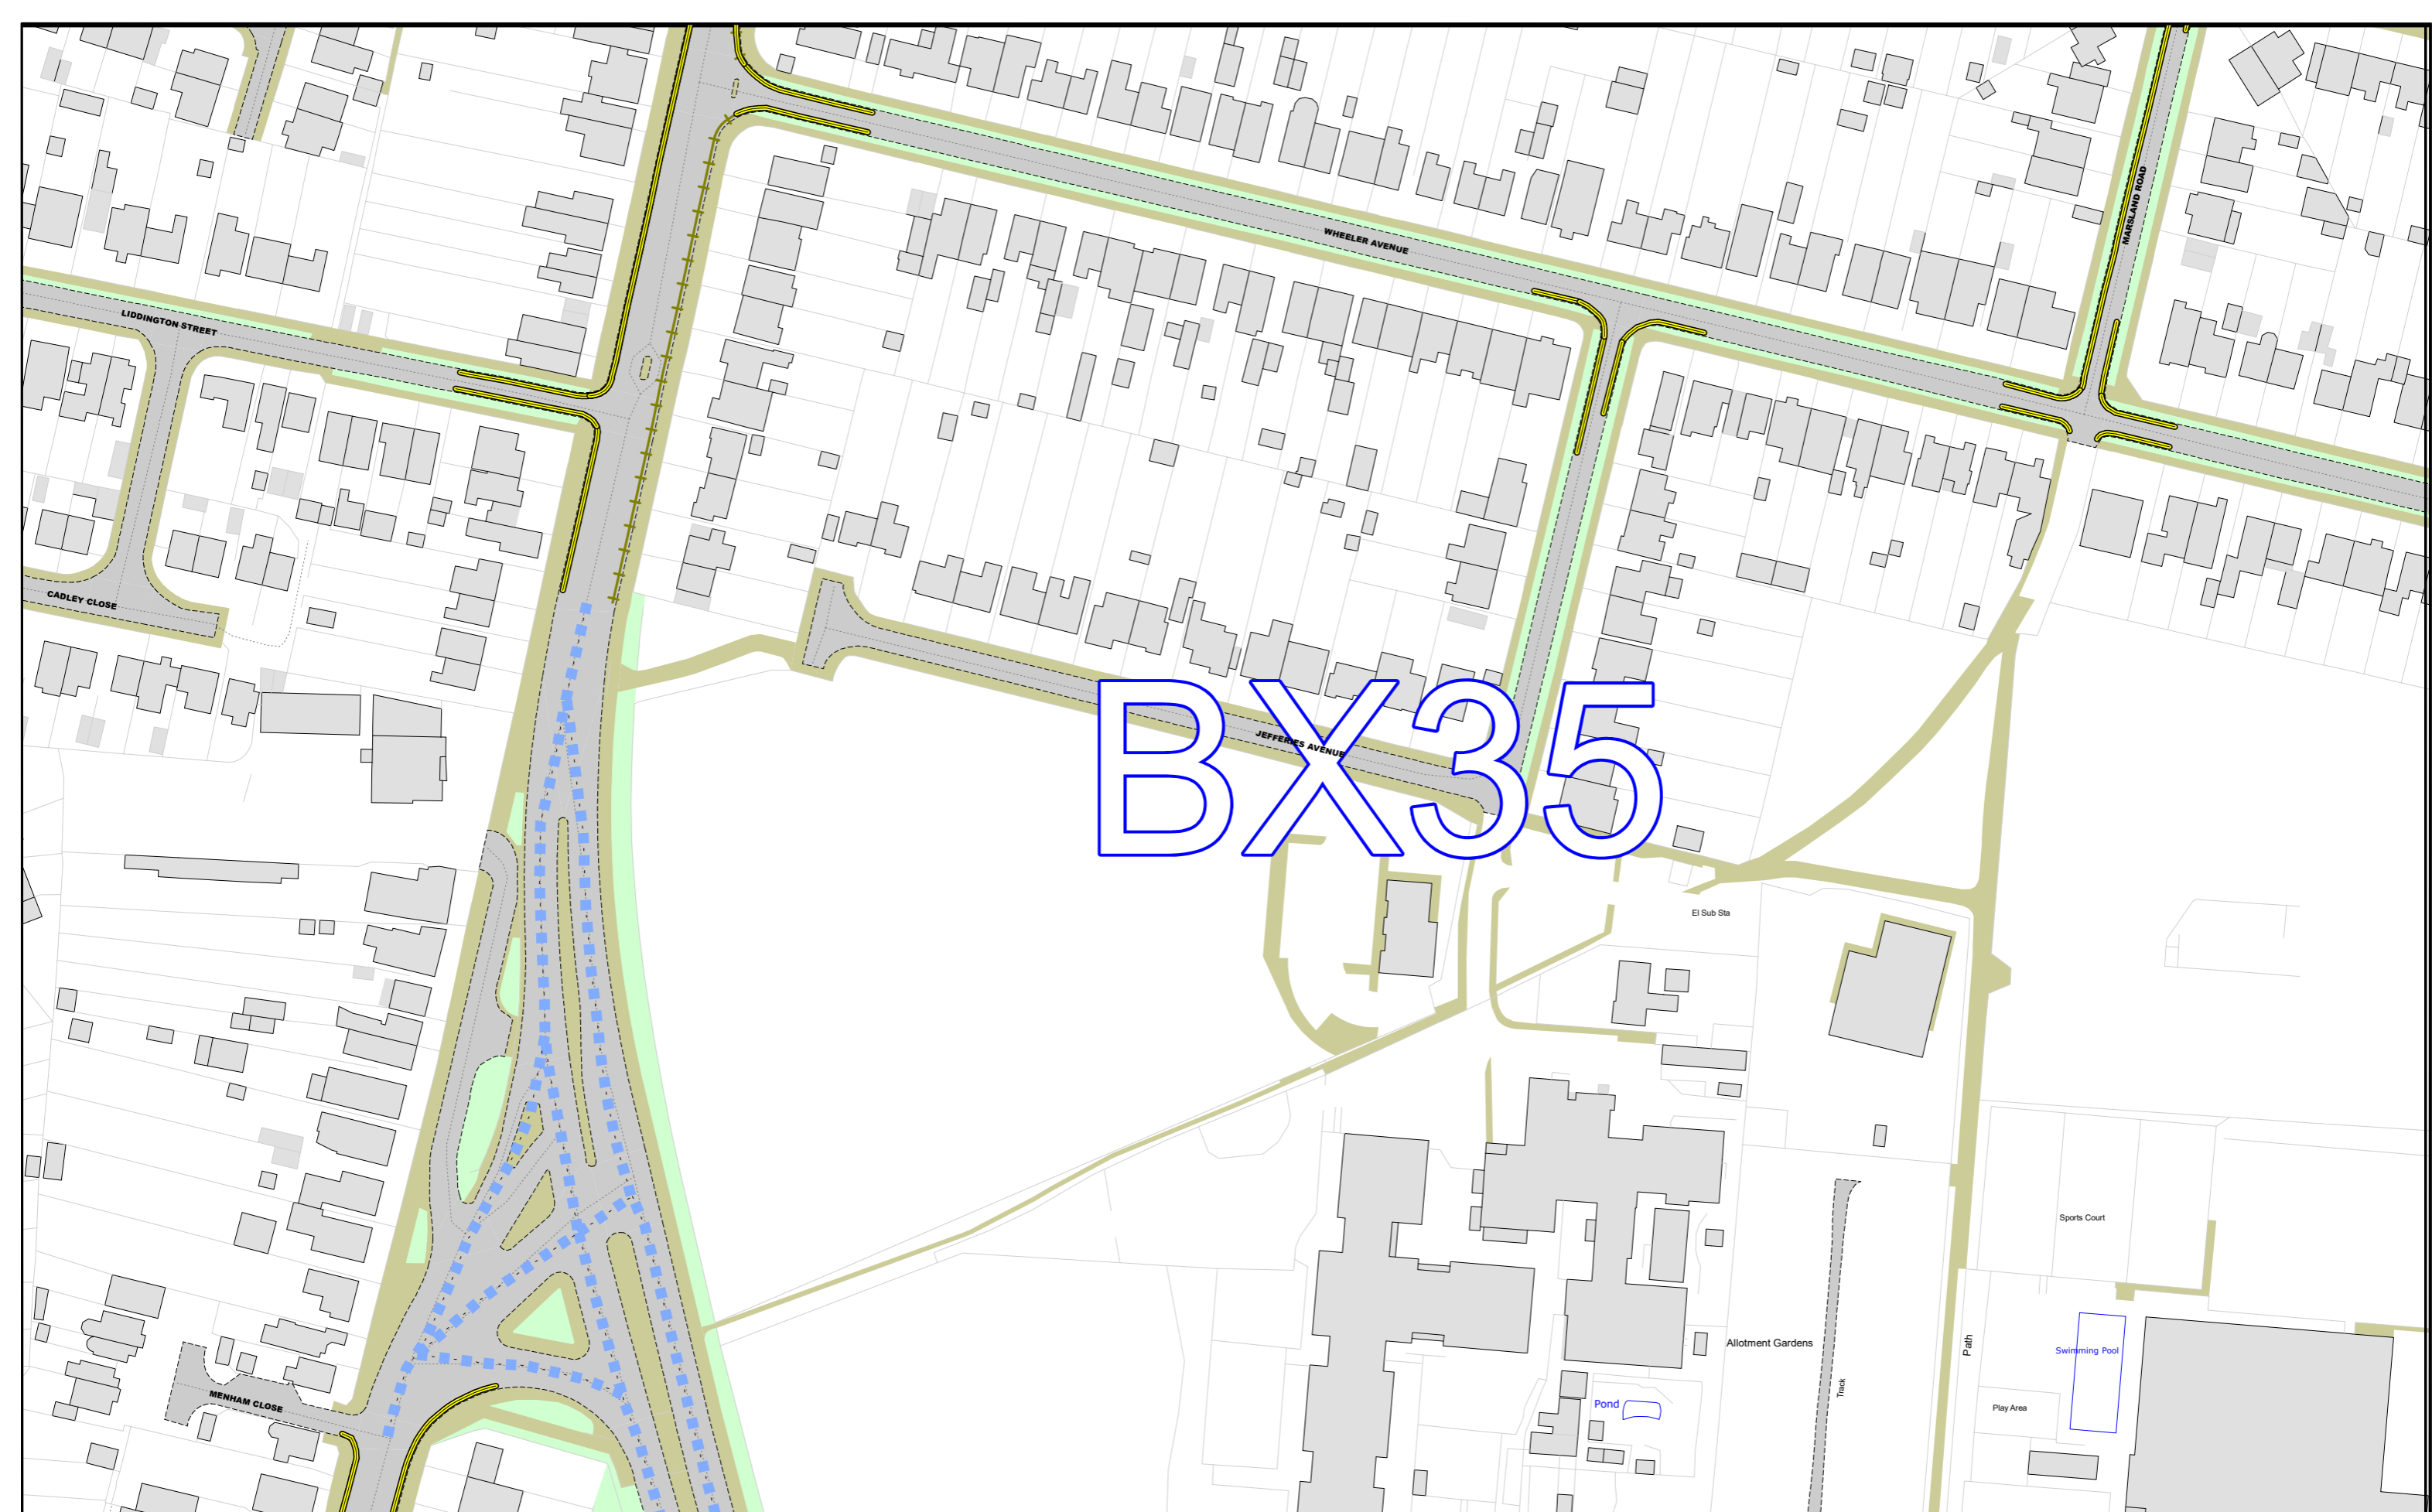 MARSLAND ROAD
WHEELER AVENUE
LIDDINGTON STREET
CADLEY CLOSE
BX35
JEFFERIES AVENUE
El Sub Sta
Sports Court
Allotment Gardens
Path
Swimming Pool
Track
MENHAM CLOSE
Pond
Play Area